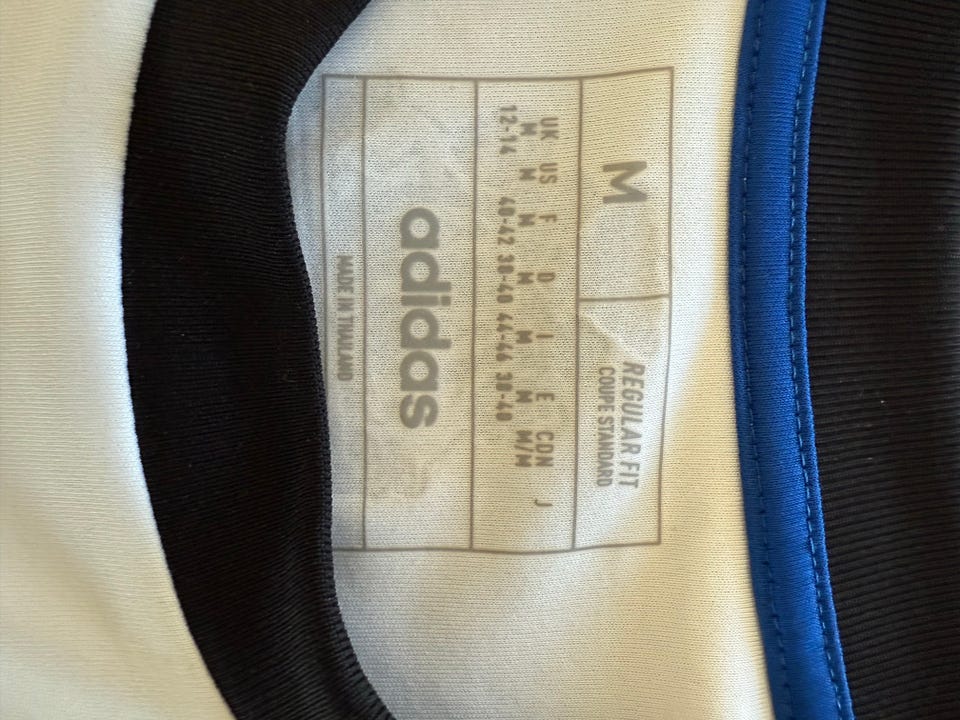 M
REGULAR FIT
COUPE STANDARD
UK US F D I E CDN J
M M M M M M M/M
12-14 40-42 38-40 44-46 38-40
adidas
MADE IN THAILAND